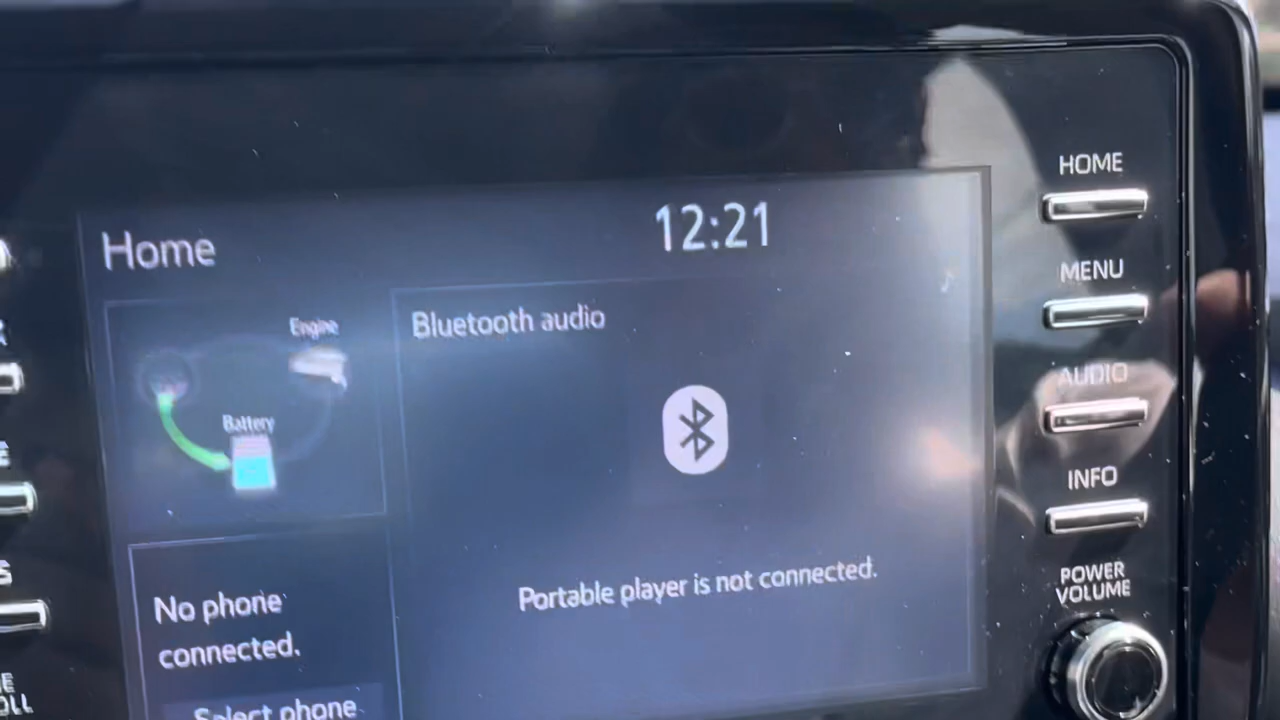 HOME
12:21
Home
MENU
Engine
Bluetooth audio
AUDIO
Battery
INFO
Portable player is not connected.
POWER
VOLUME
No phone
connected.
Select phone